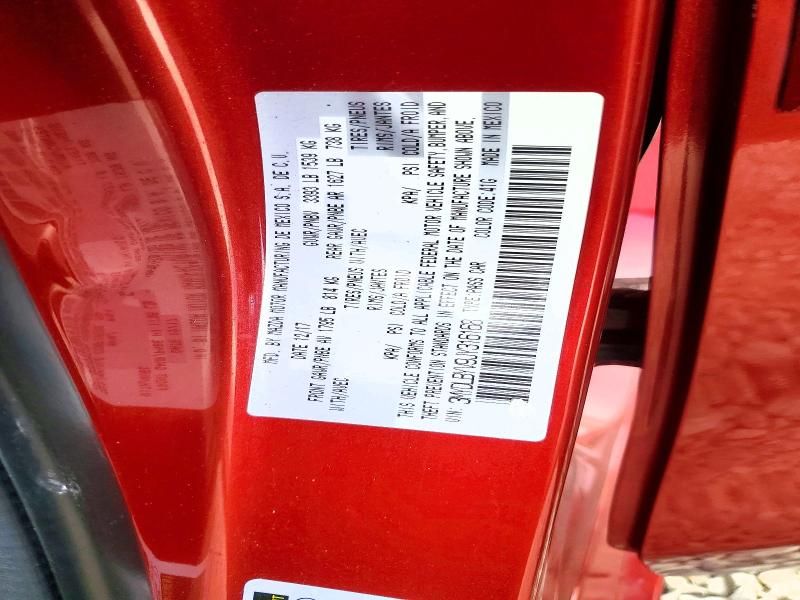 MFD. BY MAZDA MOTOR MANUFACTURING DE MEXICO S.A. DE C.V.
DATE 12/17 GVWR/PNBV 3393 LB 1539 KG
FRONT GAWR/PNBE AV 1795 LB 814 KG REAR GAWR/PNBE AR 1627 LB 738 KG
WITH/AVEC TIRES/PNEUS WITH/AVEC TIRES/PNEUS
RIMS/JANTES RIMS/JANTES
KPA/ PSI COLD/A FROID KPA/ PSI COLD/A FROID
THIS VEHICLE CONFORMS TO ALL APPLICABLE FEDERAL MOTOR VEHICLE SAFETY, BUMPER, AND
THEFT PREVENTION STANDARDS IN EFFECT ON THE DATE OF MANUFACTURE SHOWN ABOVE.
VIN: TYPE:PASS CAR COLOR CODE:41G MADE IN MEXICO